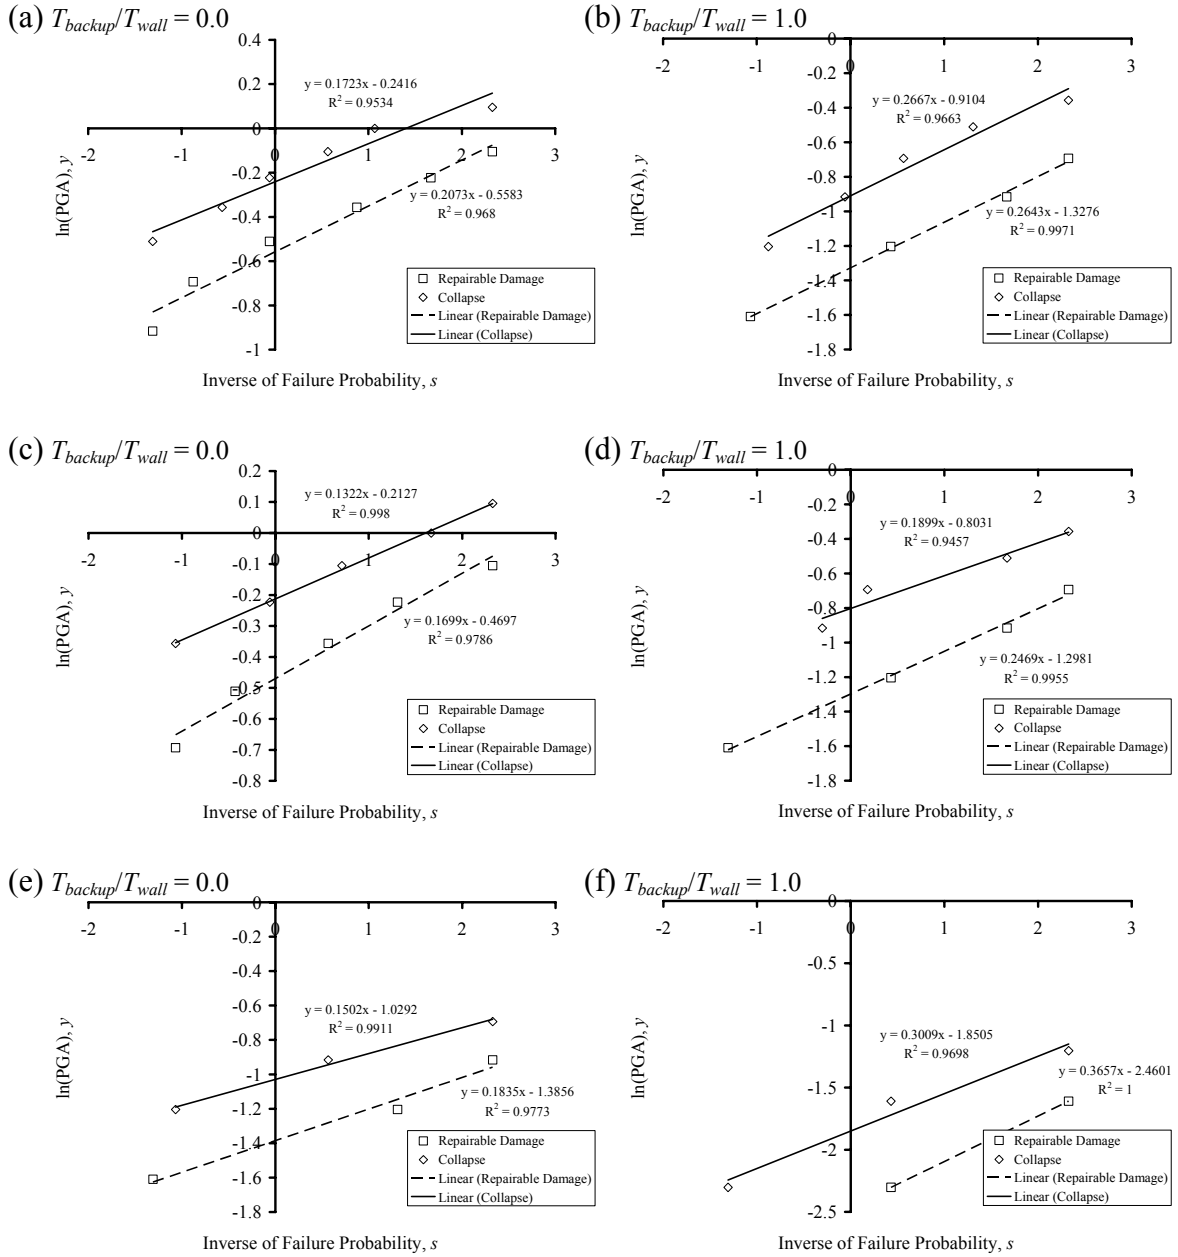 (a) T_backup/T_wall = 0.0
0.4
0.2
0
-0.2
-0.4
-0.6
-0.8
-1
-2 -1 0 1 2 3
y = 0.1723x - 0.2416
R² = 0.9534
y = 0.2073x - 0.5583
R² = 0.968
ln(PGA), y
Repairable Damage
Collapse
Linear (Repairable Damage)
Linear (Collapse)
Inverse of Failure Probability, s
(b) T_backup/T_wall = 1.0
0
-0.2
-0.4
-0.6
-0.8
-1
-1.2
-1.4
-1.6
-1.8
-2 -1 0 1 2 3
y = 0.2667x - 0.9104
R² = 0.9663
y = 0.2643x - 1.3276
R² = 0.9971
ln(PGA), y
Repairable Damage
Collapse
Linear (Repairable Damage)
Linear (Collapse)
Inverse of Failure Probability, s
(c) T_backup/T_wall = 0.0
0.2
0.1
0
-0.1
-0.2
-0.3
-0.4
-0.5
-0.6
-0.7
-0.8
-2 -1 0 1 2 3
y = 0.1322x - 0.2127
R² = 0.998
y = 0.1699x - 0.4697
R² = 0.9786
ln(PGA), y
Repairable Damage
Collapse
Linear (Repairable Damage)
Linear (Collapse)
Inverse of Failure Probability, s
(d) T_backup/T_wall = 1.0
0
-0.2
-0.4
-0.6
-0.8
-1
-1.2
-1.4
-1.6
-1.8
-2 -1 0 1 2 3
y = 0.1899x - 0.8031
R² = 0.9457
y = 0.2469x - 1.2981
R² = 0.9955
ln(PGA), y
Repairable Damage
Collapse
Linear (Repairable Damage)
Linear (Collapse)
Inverse of Failure Probability, s
(e) T_backup/T_wall = 0.0
0
-0.2
-0.4
-0.6
-0.8
-1
-1.2
-1.4
-1.6
-1.8
-2 -1 0 1 2 3
y = 0.1502x - 1.0292
R² = 0.9911
y = 0.1835x - 1.3856
R² = 0.9773
ln(PGA), y
Repairable Damage
Collapse
Linear (Repairable Damage)
Linear (Collapse)
Inverse of Failure Probability, s
(f) T_backup/T_wall = 1.0
0
-0.5
-1
-1.5
-2
-2.5
-2 -1 0 1 2 3
y = 0.3009x - 1.8505
R² = 0.9698
y = 0.3657x - 2.4601
R² = 1
ln(PGA), y
Repairable Damage
Collapse
Linear (Repairable Damage)
Linear (Collapse)
Inverse of Failure Probability, s